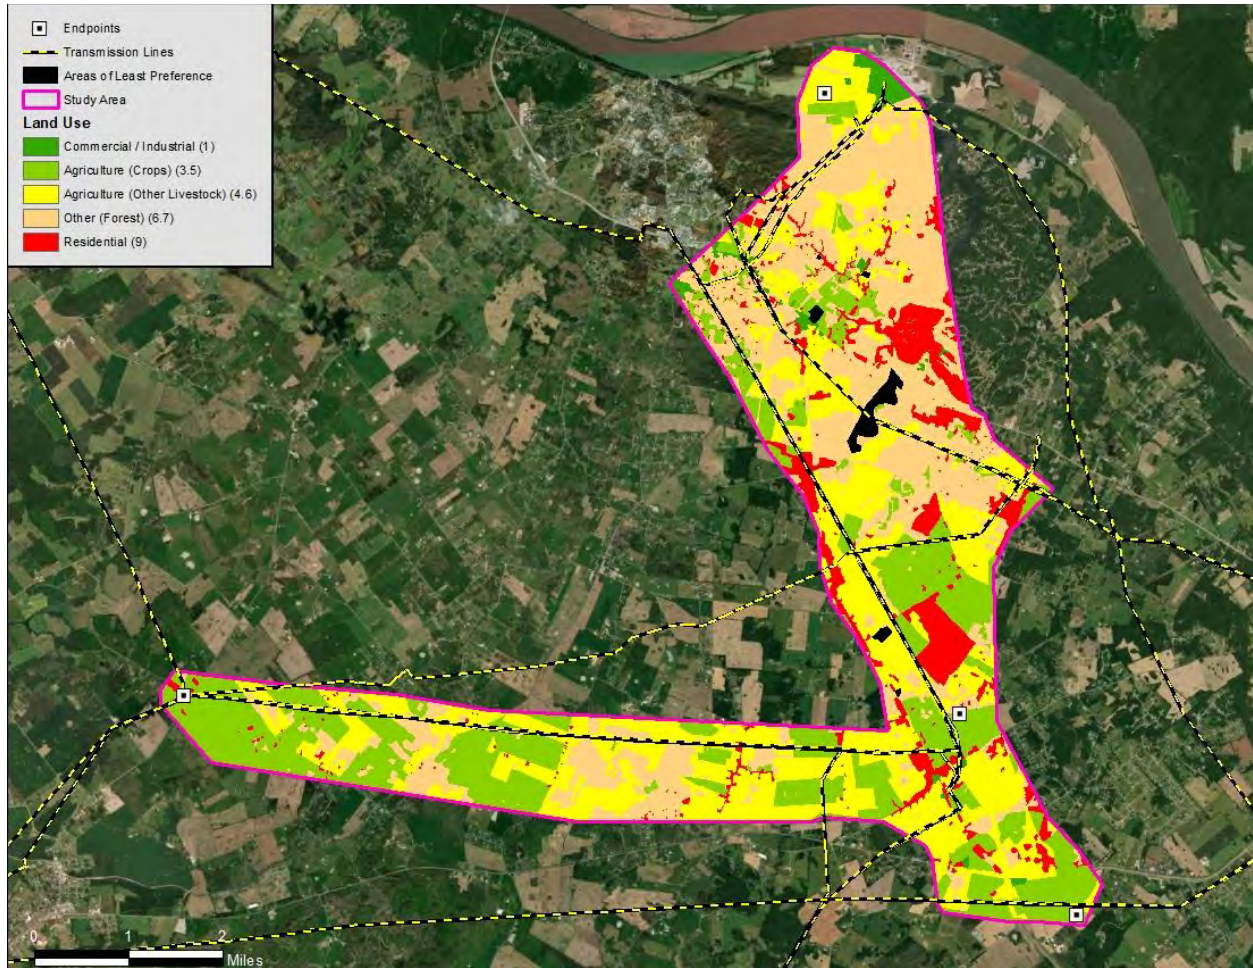 Endpoints
Transmission Lines
Areas of Least Preference
Study Area
Land Use
Commercial / Industrial (1)
Agriculture (Crops) (3.5)
Agriculture (Other Livestock) (4.6)
Other (Forest) (6.7)
Residential (9)
0 1 2
Miles